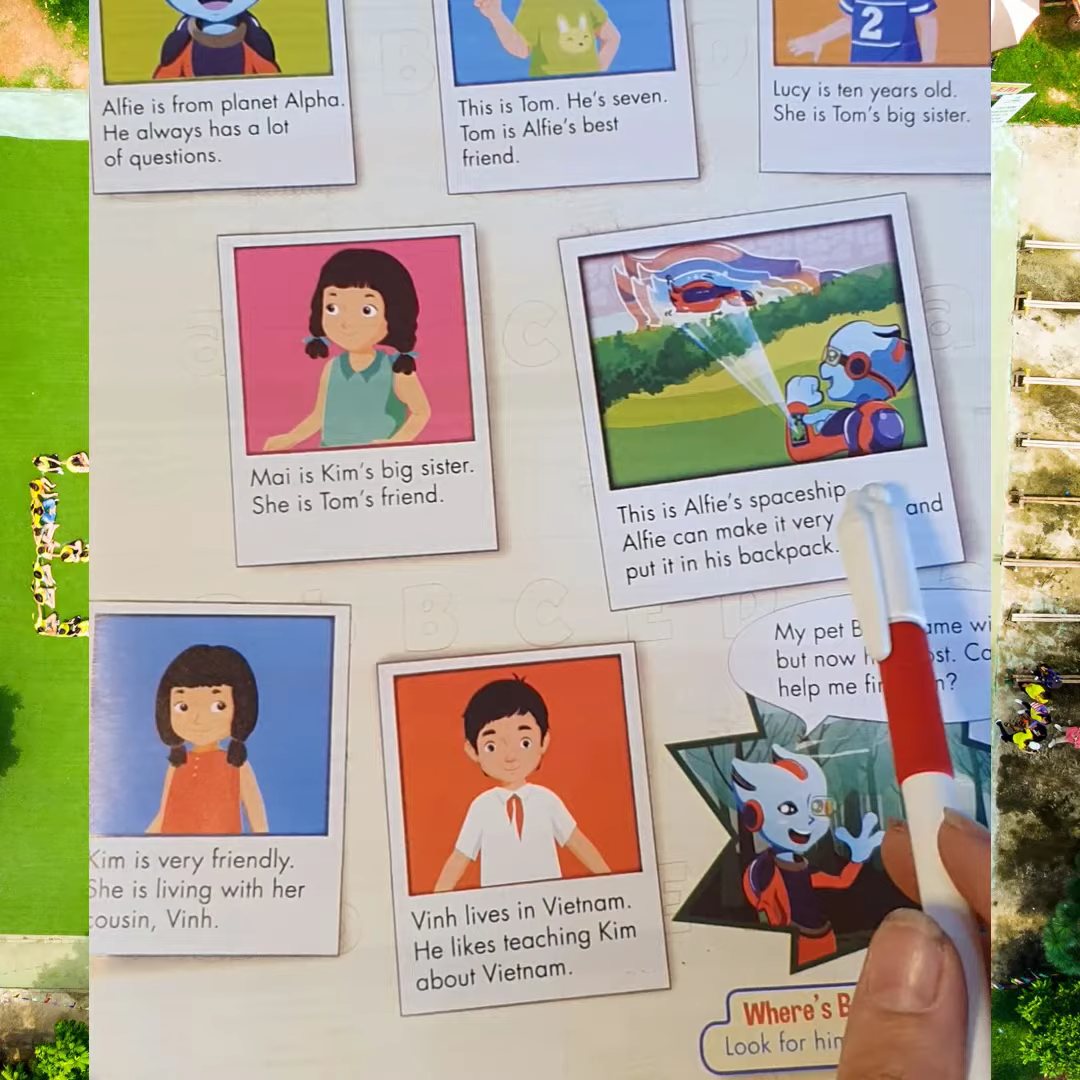 2
Alfie is from planet Alpha.
He always has a lot
of questions.
This is Tom. He's seven.
Tom is Alfie's best
friend.
Lucy is ten years old.
She is Tom's big sister.
Mai is Kim's big sister.
She is Tom's friend.
This is Alfie's spaceship
Alfie can make it very and
put it in his backpack.
Kim is very friendly.
She is living with her
cousin, Vinh.
Vinh lives in Vietnam.
He likes teaching Kim
about Vietnam.
My pet
but now
help me
Where's
Look for